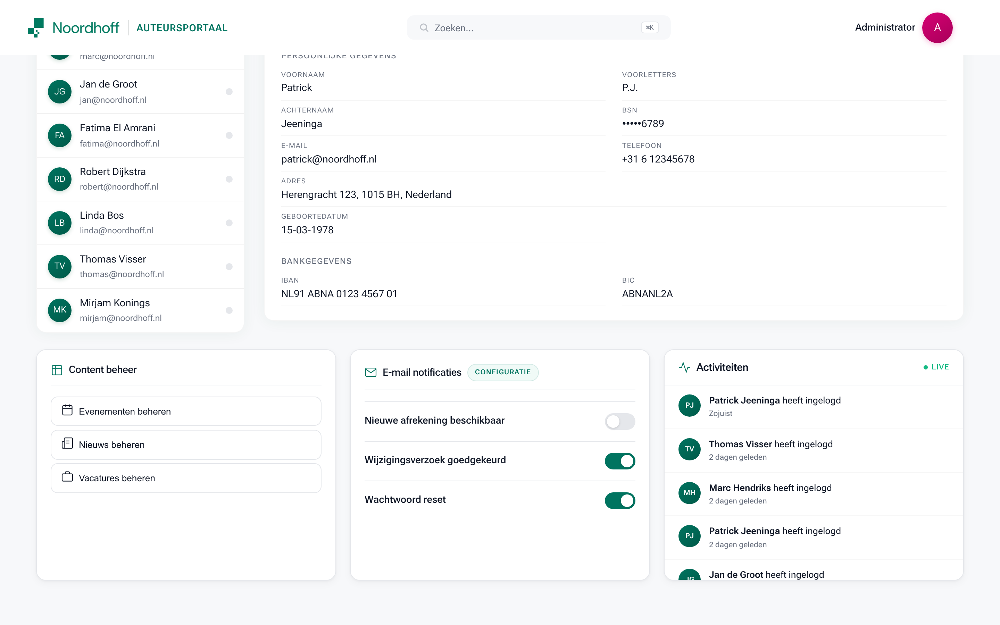 Noordhoff
AUTEURSPORTAAL
Zoeken...
⌘K
Administrator
A
marc@noordhoff.nl
JG
Jan de Groot
jan@noordhoff.nl
FA
Fatima El Amrani
fatima@noordhoff.nl
RD
Robert Dijkstra
robert@noordhoff.nl
LB
Linda Bos
linda@noordhoff.nl
TV
Thomas Visser
thomas@noordhoff.nl
MK
Mirjam Konings
mirjam@noordhoff.nl
PERSOONLIJKE GEGEVENS
VOORNAAM
Patrick
VOORLETTERS
P.J.
ACHTERNAAM
Jeeninga
BSN
•••••6789
E-MAIL
patrick@noordhoff.nl
TELEFOON
+31 6 12345678
ADRES
Herengracht 123, 1015 BH, Nederland
GEBOORTEDATUM
15-03-1978
BANKGEGEVENS
IBAN
NL91 ABNA 0123 4567 01
BIC
ABNANL2A
Content beheer
Evenementen beheren
Nieuws beheren
Vacatures beheren
E-mail notificaties
CONFIGURATIE
Nieuwe afrekening beschikbaar
Wijzigingsverzoek goedgekeurd
Wachtwoord reset
Activiteiten
LIVE
PJ
Patrick Jeeninga heeft ingelogd
Zojuist
TV
Thomas Visser heeft ingelogd
2 dagen geleden
MH
Marc Hendriks heeft ingelogd
2 dagen geleden
PJ
Patrick Jeeninga heeft ingelogd
2 dagen geleden
JG
Jan de Groot heeft ingelogd